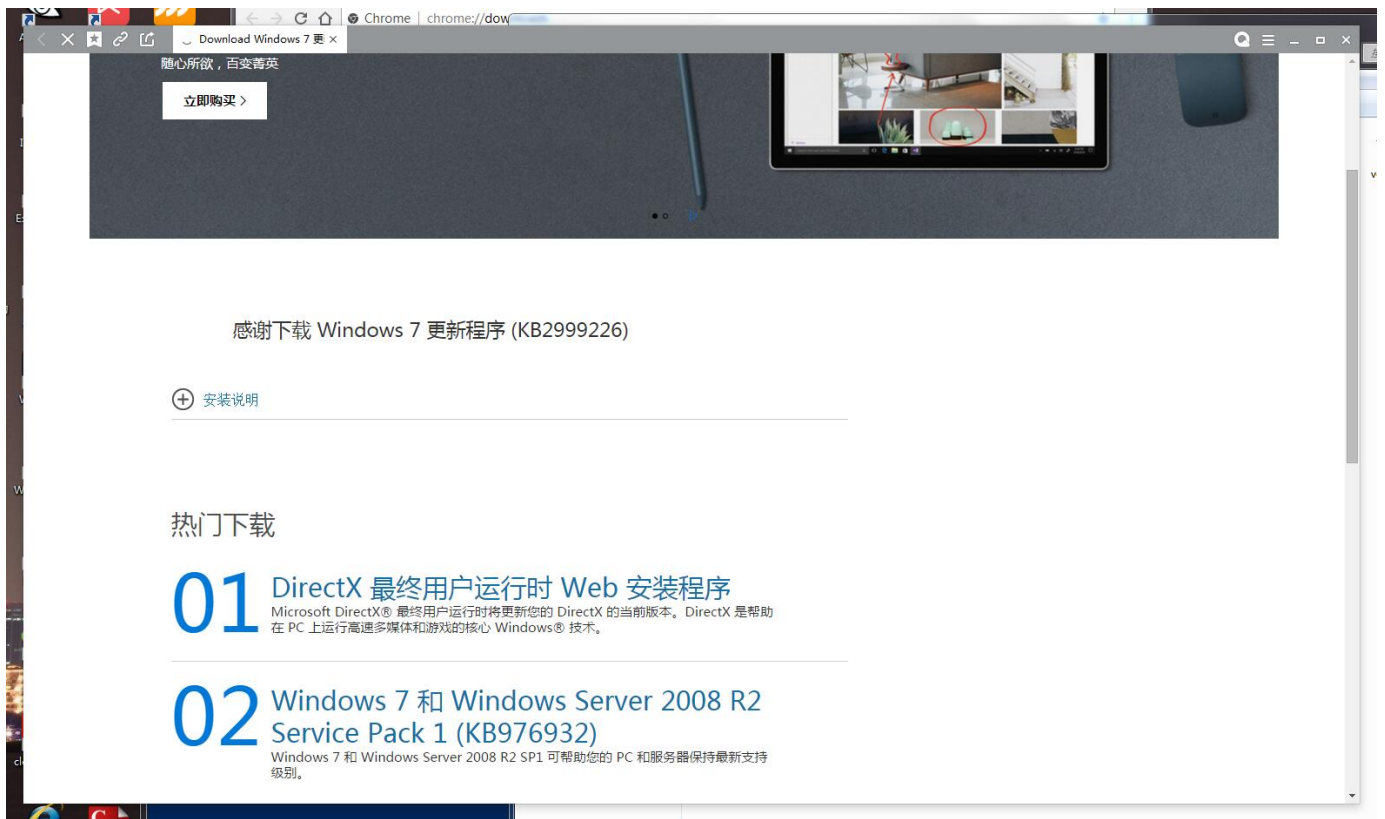 Chrome | chrome://dow
Download Windows 7 更
随心所欲，百变菁英
立即购买 >
感谢下载 Windows 7 更新程序 (KB2999226)
安装说明
热门下载
01 DirectX 最终用户运行时 Web 安装程序
Microsoft DirectX® 最终用户运行时将更新您的 DirectX 的当前版本。DirectX 是帮助
在 PC 上运行高速多媒体和游戏的核心 Windows® 技术。
02 Windows 7 和 Windows Server 2008 R2
Service Pack 1 (KB976932)
Windows 7 和 Windows Server 2008 R2 SP1 可帮助您的 PC 和服务器保持最新支持
级别。